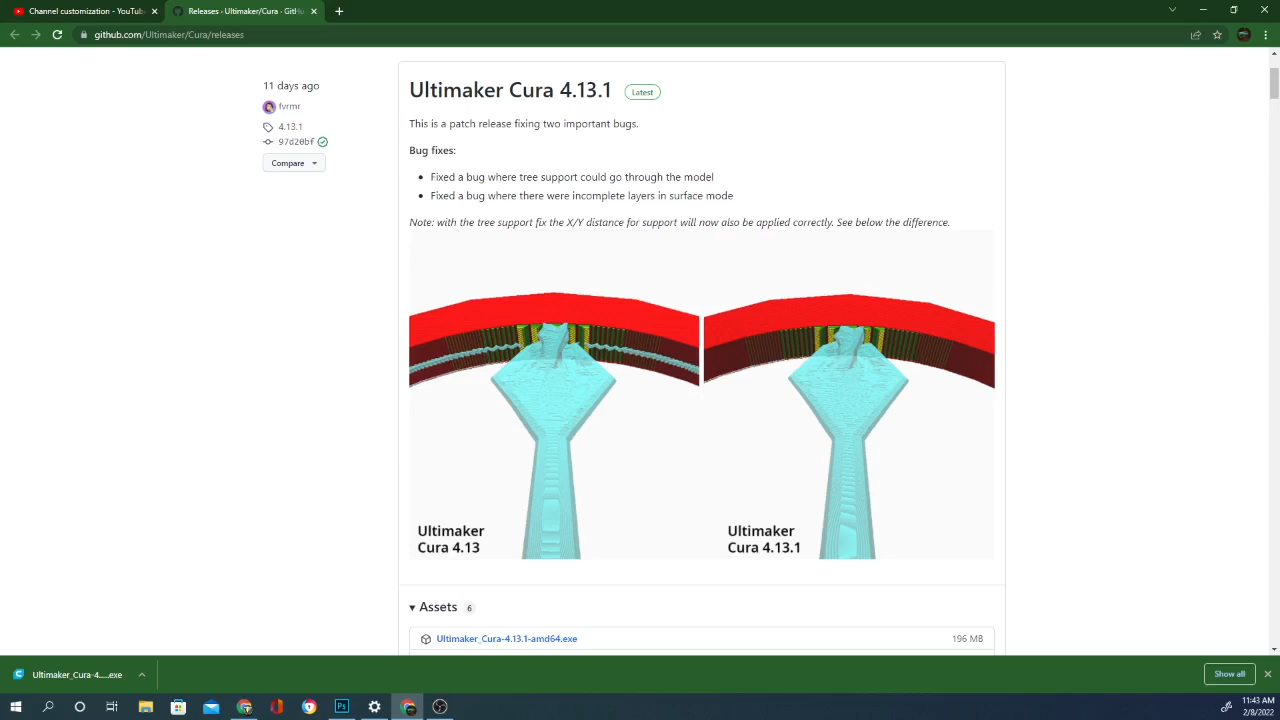 Channel customization - YouTub
Releases · Ultimaker/Cura · GitHu
github.com/Ultimaker/Cura/releases
11 days ago
fvrmr
4.13.1
97d20bf
Compare
Ultimaker Cura 4.13.1 Latest
This is a patch release fixing two important bugs.
Bug fixes:
• Fixed a bug where tree support could go through the model
• Fixed a bug where there were incomplete layers in surface mode
Note: with the tree support fix the X/Y distance for support will now also be applied correctly. See below the difference.
Ultimaker
Cura 4.13
Ultimaker
Cura 4.13.1
Assets 6
Ultimaker_Cura-4.13.1-amd64.exe 196 MB
Ultimaker_Cura-4....exe
Show all
Ps
11:43 AM
2/8/2022